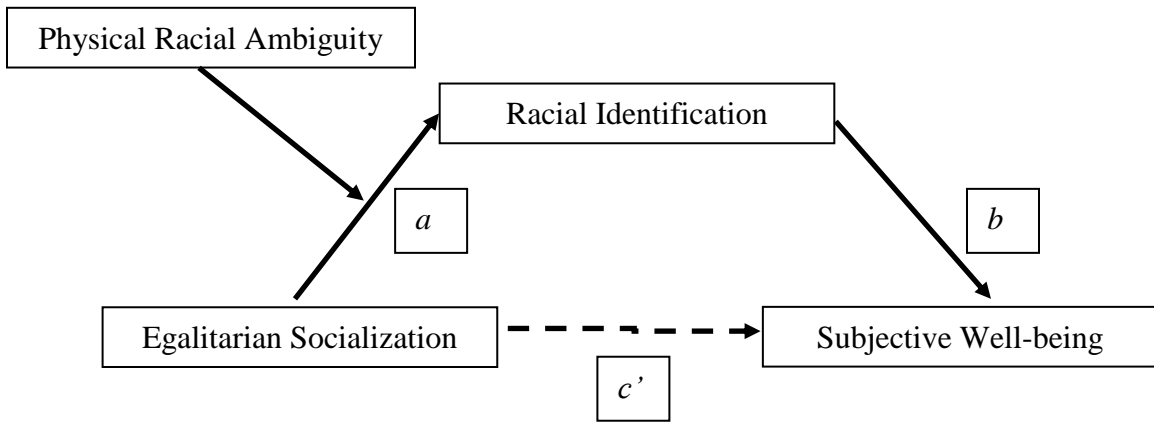 Physical Racial Ambiguity
Racial Identification
a
b
Egalitarian Socialization
Subjective Well-being
c’